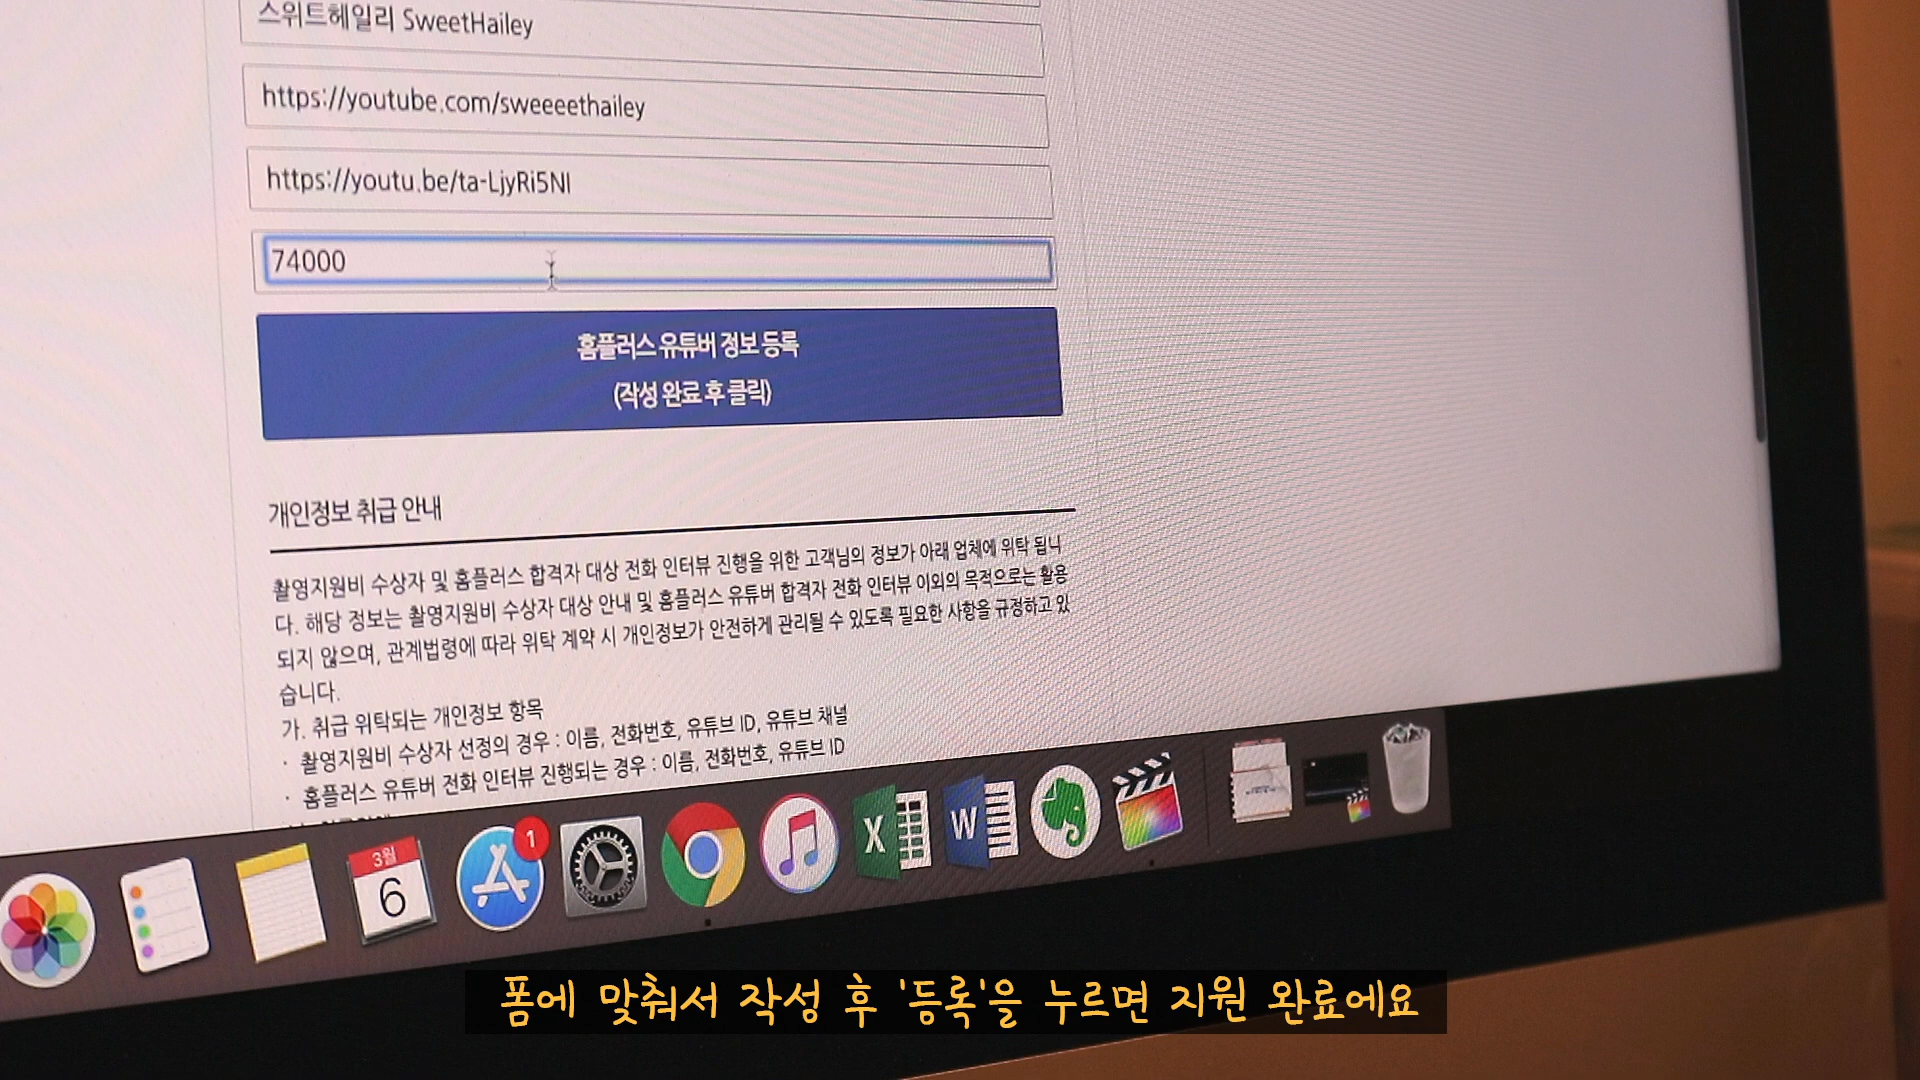 스위트헤일리 SweetHailey
https://youtube.com/sweeeethailey
https://youtu.be/ta-LjyRi5NI
74000
홈플러스 유튜버 정보 등록
(작성 완료 후 클릭)
개인정보 취급 안내
촬영지원비 수상자 및 홈플러스 합격자 대상 전화 인터뷰 진행을 위한 고객님의 정보가 아래 업체에 위탁 됩니
다. 해당 정보는 촬영지원비 수상자 대상 안내 및 홈플러스 유튜버 합격자 전화 인터뷰 이외의 목적으로는 활용
되지 않으며, 관계법령에 따라 위탁 계약 시 개인정보가 안전하게 관리될 수 있도록 필요한 사항을 규정하고 있
습니다.
가. 취급 위탁되는 개인정보 항목
· 촬영지원비 수상자 선정의 경우 : 이름, 전화번호, 유튜브 ID, 유튜브 채널
· 홈플러스 유튜버 전화 인터뷰 진행되는 경우 : 이름, 전화번호, 유튜브 ID
3월
6
1
X
W
폼에 맞춰서 작성 후 '등록'을 누르면 지원 완료에요